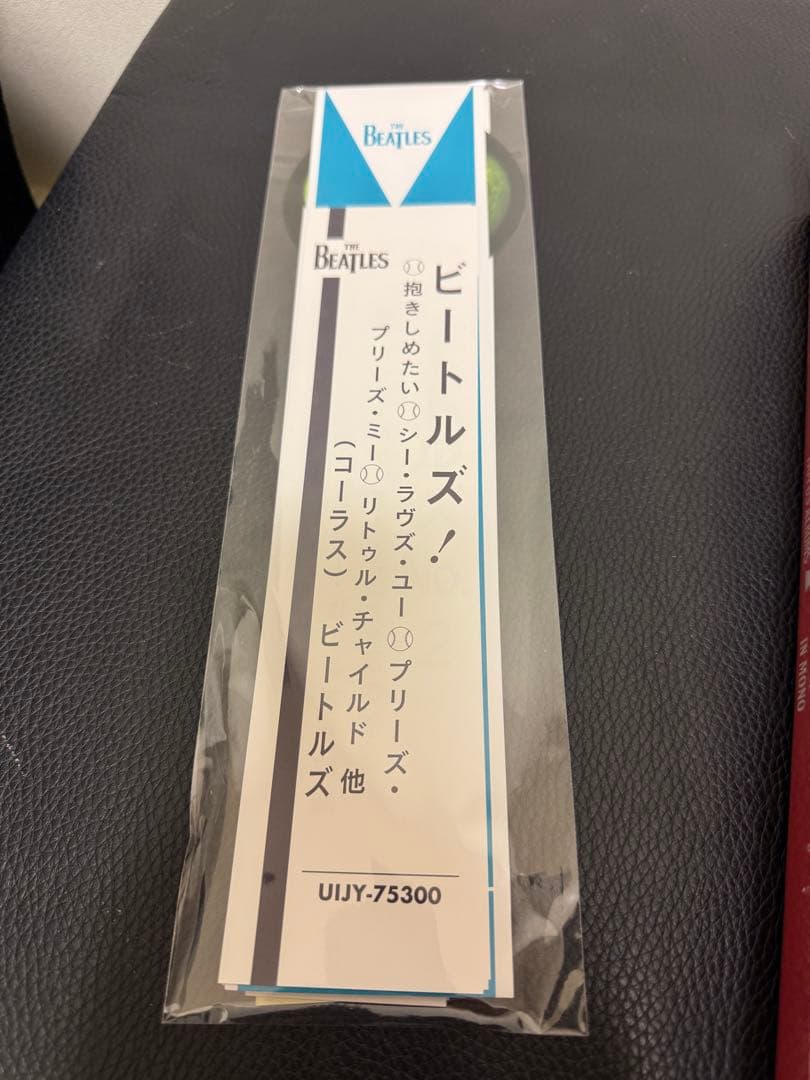 THE
BEATLES
THE
BEATLES
ビートルズ!
抱きしめたい シー・ラヴズ・ユー プリーズ・
プリーズ・ミー リトゥル・チャイルド 他
(コーラス) ビートルズ
UIJY-75300
IN MONO